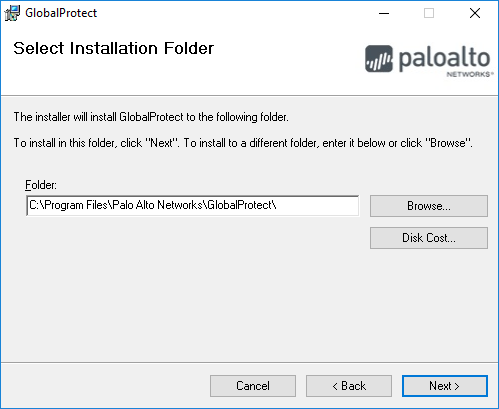 GlobalProtect
Select Installation Folder
paloalto
NETWORKS®
The installer will install GlobalProtect to the following folder.
To install in this folder, click "Next". To install to a different folder, enter it below or click "Browse".
Folder:
C:\Program Files\Palo Alto Networks\GlobalProtect\
Browse...
Disk Cost...
Cancel
< Back
Next >